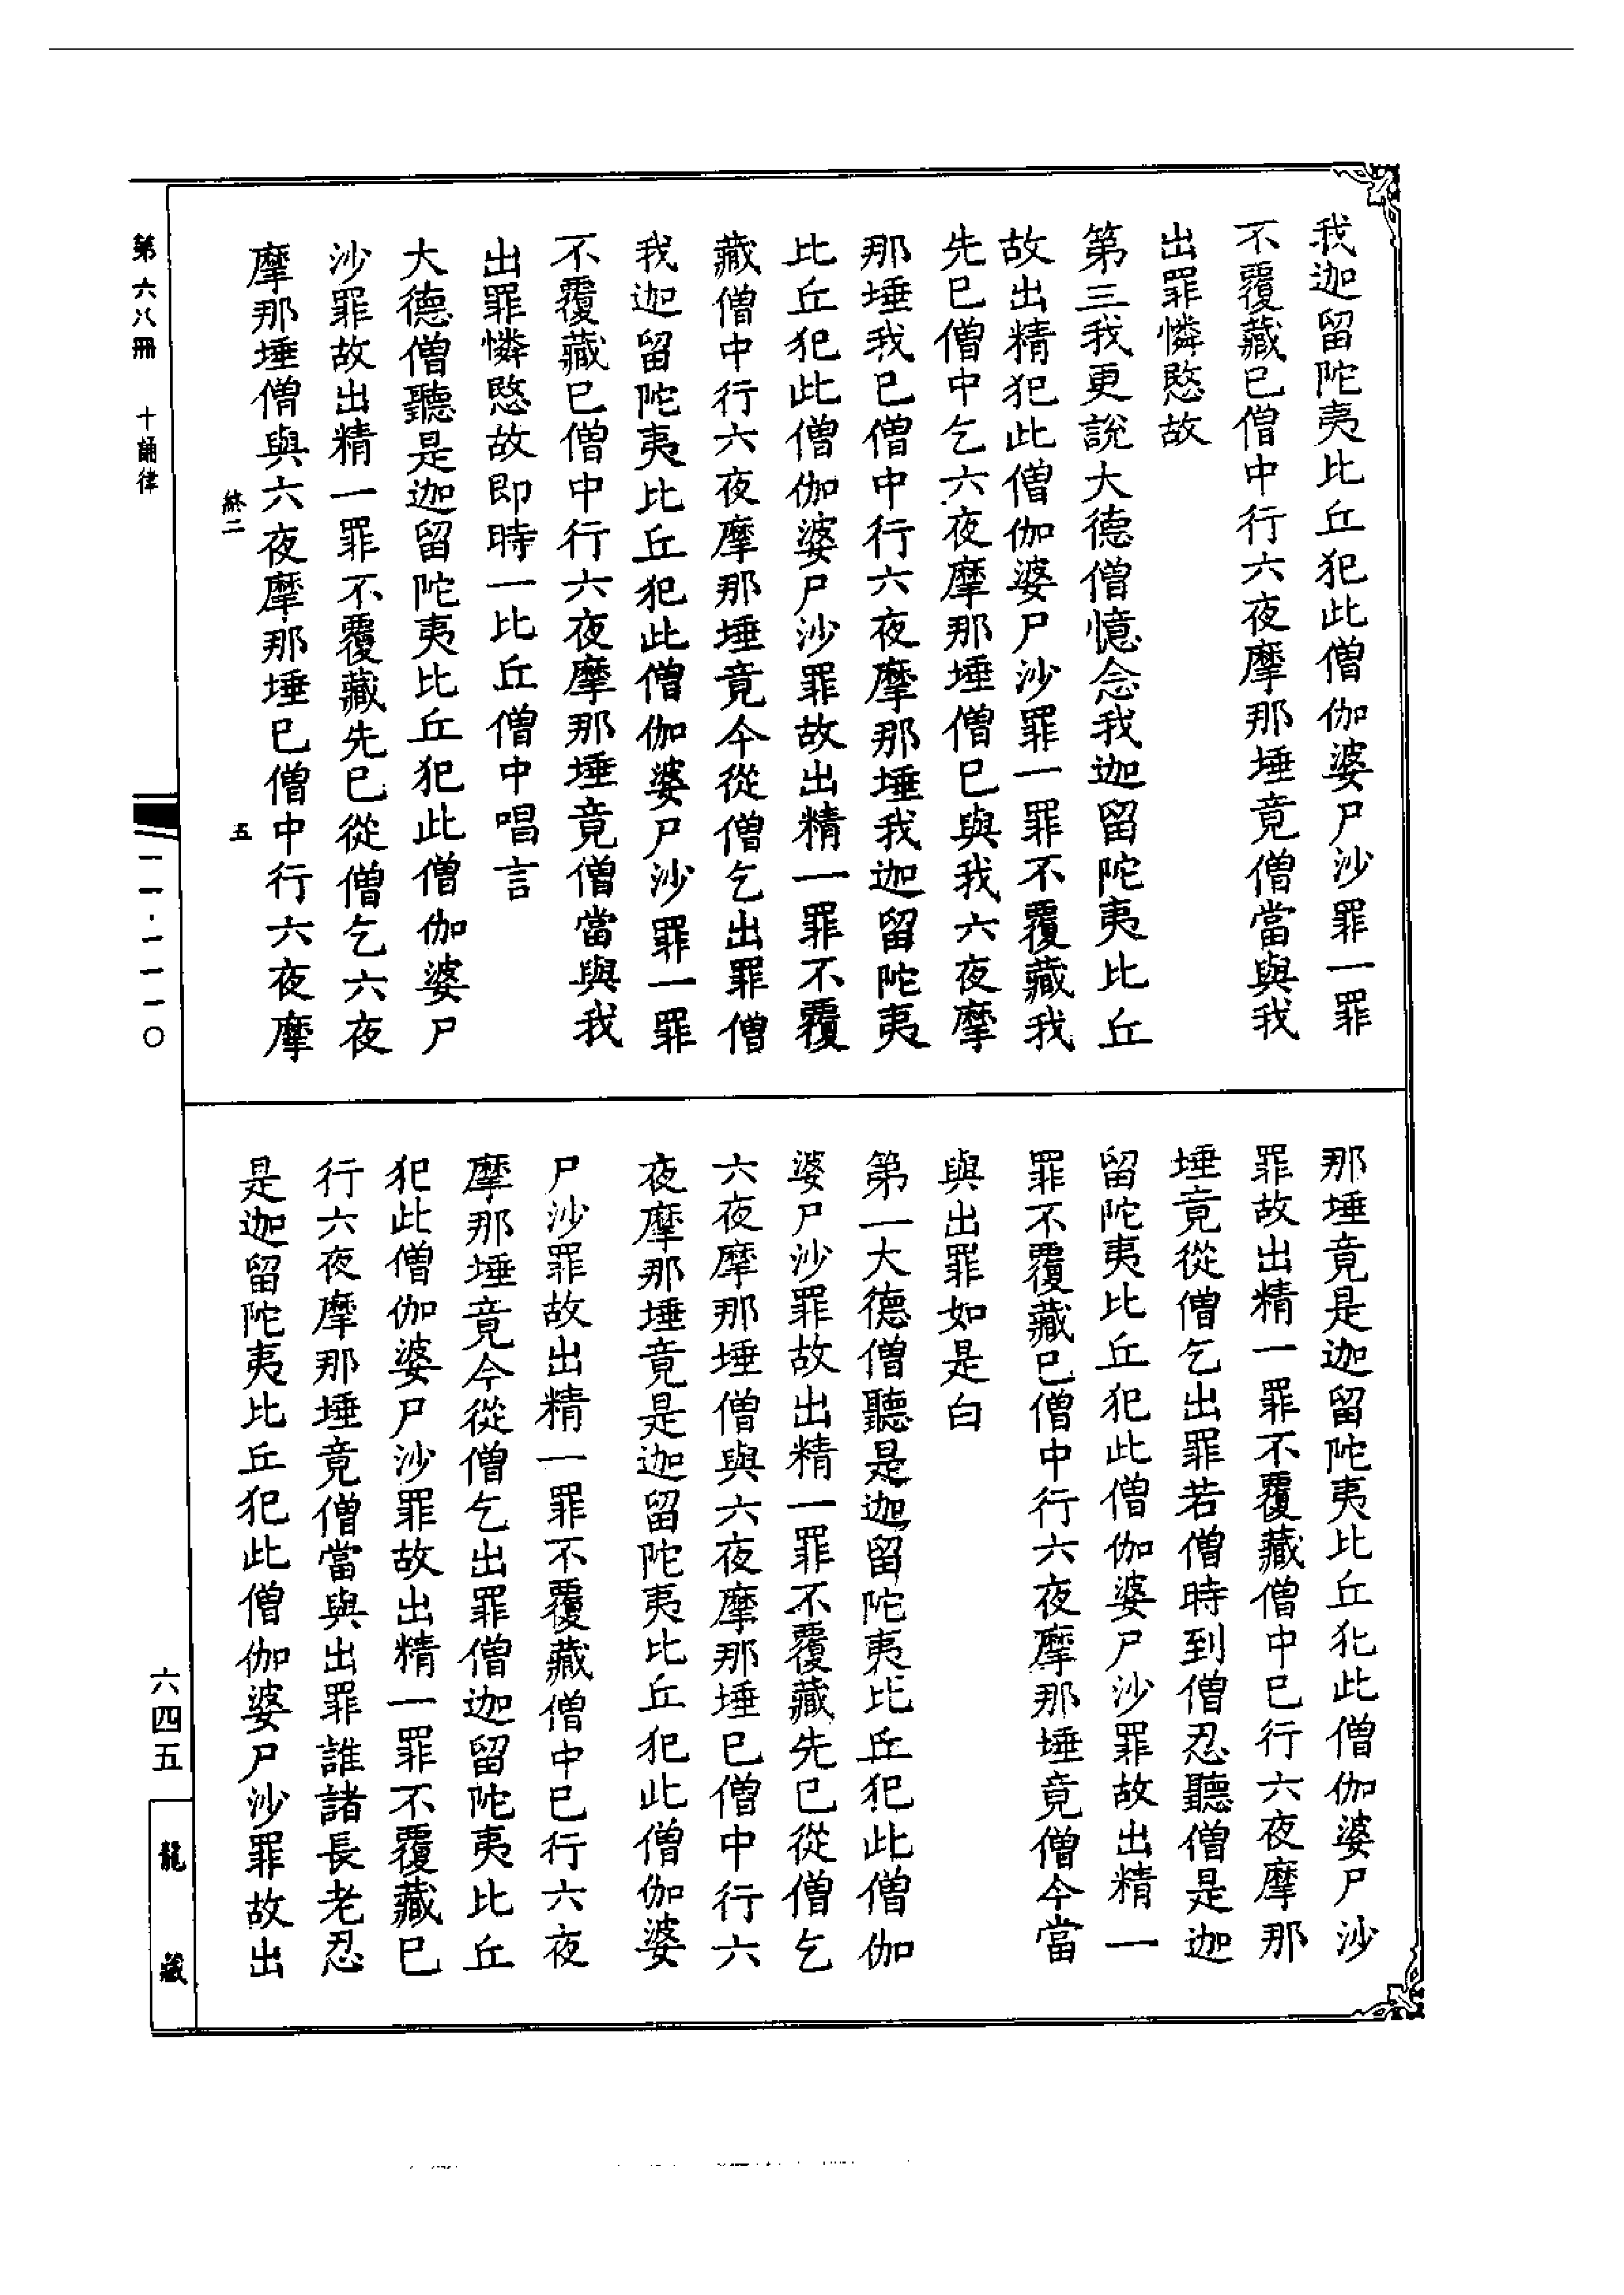 我迦留陀夷比丘犯此僧伽婆尸沙罪一罪
不覆藏已僧中行六夜摩那埵竟僧當與我
出罪憐愍故
第三我更說大德僧憶念我迦留陀夷比丘
故出精犯此僧伽婆尸沙罪一罪不覆藏我
先已僧中乞六夜摩那埵僧已與我六夜摩
那埵我已僧中行六夜摩那埵我迦留陀夷
比丘犯此僧伽婆尸沙罪故出精一罪不覆
藏僧中行六夜摩那埵竟今從僧乞出罪僧
我迦留陀夷比丘犯此僧伽婆尸沙罪一罪
不覆藏已僧中行六夜摩那埵竟僧當與我
出罪憐愍故即時一比丘僧中唱言
大德僧聽是迦留陀夷比丘犯此僧伽婆尸
沙罪故出精一罪不覆藏先已從僧乞六夜
摩那埵僧與六夜摩那埵已僧中行六夜摩
終二 五
那埵竟是迦留陀夷比丘犯此僧伽婆尸沙
罪故出精一罪不覆藏僧中已行六夜摩那
埵竟從僧乞出罪若僧時到僧忍聽僧是迦
留陀夷比丘犯此僧伽婆尸沙罪故出精一
罪不覆藏已僧中行六夜摩那埵竟僧今當
與出罪如是白
第一大德僧聽是迦留陀夷比丘犯此僧伽
婆尸沙罪故出精一罪不覆藏先已從僧乞
六夜摩那埵僧與六夜摩那埵已僧中行六
夜摩那埵竟是迦留陀夷比丘犯此僧伽婆
尸沙罪故出精一罪不覆藏僧中已行六夜
摩那埵竟今從僧乞出罪僧迦留陀夷比丘
犯此僧伽婆尸沙罪故出精一罪不覆藏已
行六夜摩那埵竟僧當與出罪誰諸長老忍
是迦留陀夷比丘犯此僧伽婆尸沙罪故出
第六八冊 十誦律
一一·一一一〇
六四五
龍藏